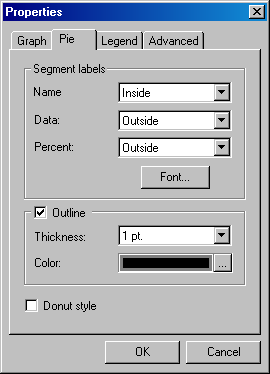 Properties
Graph Pie Legend Advanced
Segment labels
Name Inside
Data: Outside
Percent: Outside
Font...
Outline
Thickness: 1 pt.
Color: ...
Donut style
OK Cancel